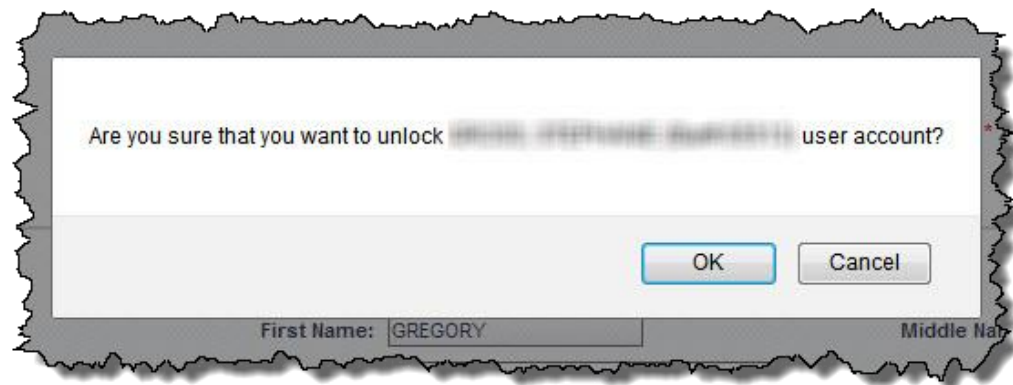 Are you sure that you want to unlock user account? *
OK Cancel
First Name: GREGORY Middle Na